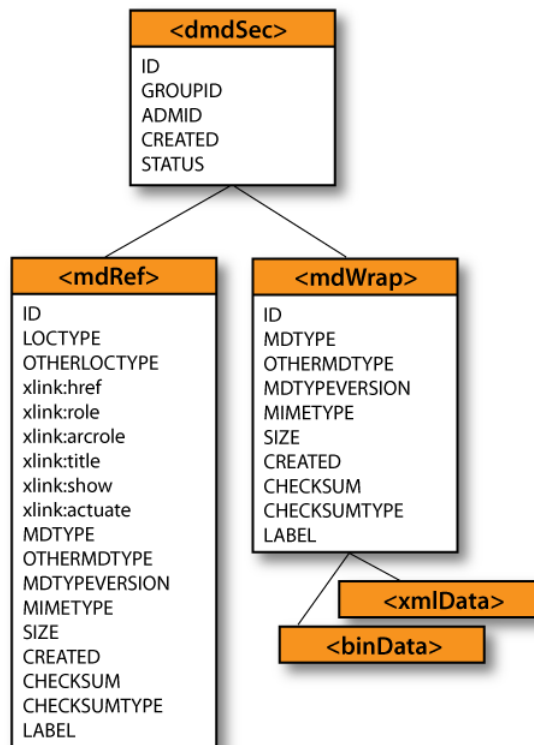 <dmdSec>
ID
GROUPID
ADMID
CREATED
STATUS
<mdRef>
ID
LOCTYPE
OTHERLOCTYPE
xlink:href
xlink:role
xlink:arcrole
xlink:title
xlink:show
xlink:actuate
MDTYPE
OTHERMDTYPE
MDTYPEVERSION
MIMETYPE
SIZE
CREATED
CHECKSUM
CHECKSUMTYPE
LABEL
<mdWrap>
ID
MDTYPE
OTHERMDTYPE
MDTYPEVERSION
MIMETYPE
SIZE
CREATED
CHECKSUM
CHECKSUMTYPE
LABEL
<xmlData>
<binData>